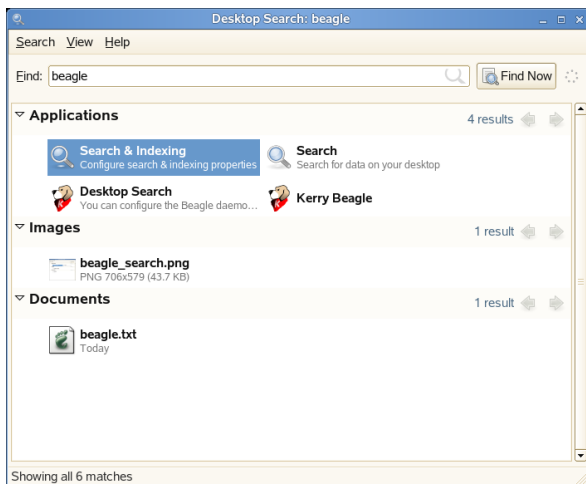 Desktop Search: beagle
Search View Help
Find: beagle Find Now
Applications 4 results
Search & Indexing Search
Configure search & indexing properties Search for data on your desktop
Desktop Search Kerry Beagle
You can configure the Beagle daemo...
Images 1 result
beagle_search.png
PNG 706x579 (43.7 KB)
Documents 1 result
beagle.txt
Today
Showing all 6 matches